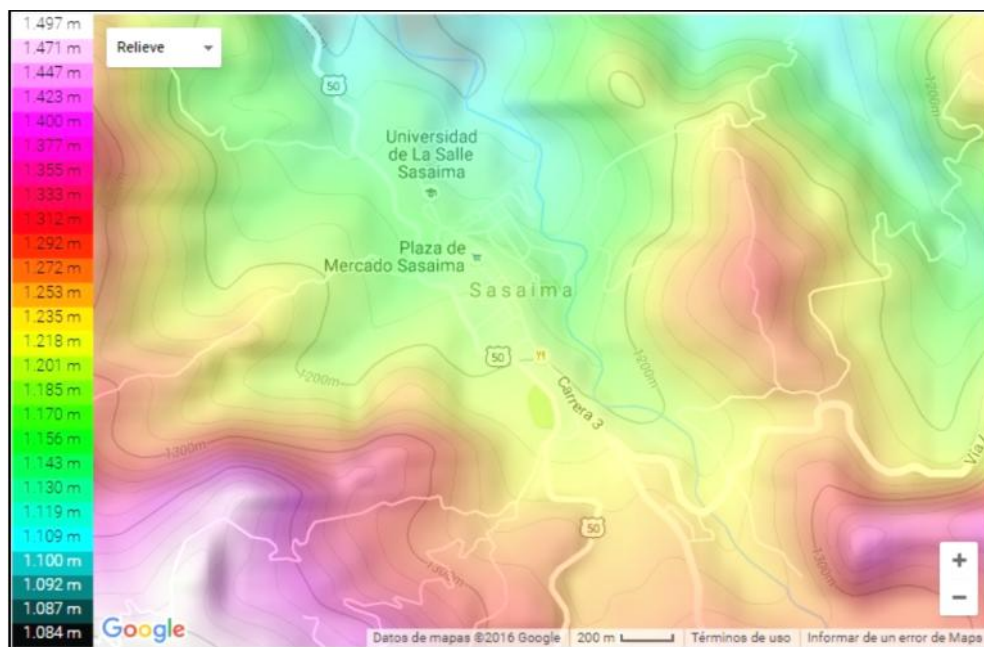 1.497 m
1.471 m
1.447 m
1.423 m
1.400 m
1.377 m
1.355 m
1.333 m
1.312 m
1.292 m
1.272 m
1.253 m
1.235 m
1.218 m
1.201 m
1.185 m
1.170 m
1.156 m
1.143 m
1.130 m
1.119 m
1.109 m
1.100 m
1.092 m
1.087 m
1.084 m
Relieve
50
Universidad
de La Salle
Sasaima
Plaza de
Mercado Sasaima
Sasaima
50
Carrera 3
50
1200m
1200m
1200m
1300m
1300m
1300m
Vía
+
−
Google
Datos de mapas ©2016 Google
200 m
Términos de uso
Informar de un error de Maps